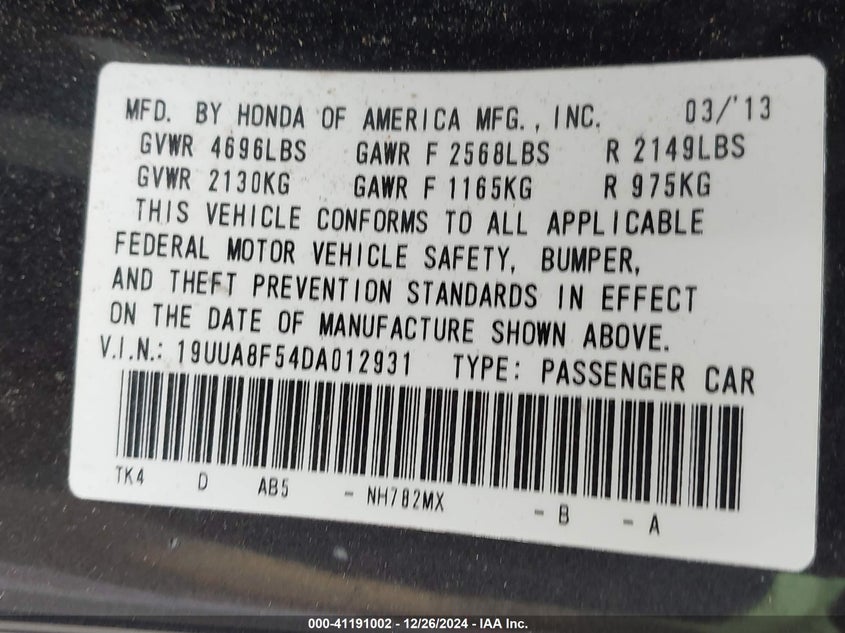 MFD. BY HONDA OF AMERICA MFG., INC. 03/'13
GVWR 4696LBS GAWR F 2568LBS R 2149LBS
GVWR 2130KG GAWR F 1165KG R 975KG
THIS VEHICLE CONFORMS TO ALL APPLICABLE
FEDERAL MOTOR VEHICLE SAFETY, BUMPER,
AND THEFT PREVENTION STANDARDS IN EFFECT
ON THE DATE OF MANUFACTURE SHOWN ABOVE.
V.I.N.: 19UUA8F54DA012931 TYPE: PASSENGER CAR
TK4 D AB5 - NH782MX - B - A
000-41191002 - 12/26/2024 - IAA Inc.